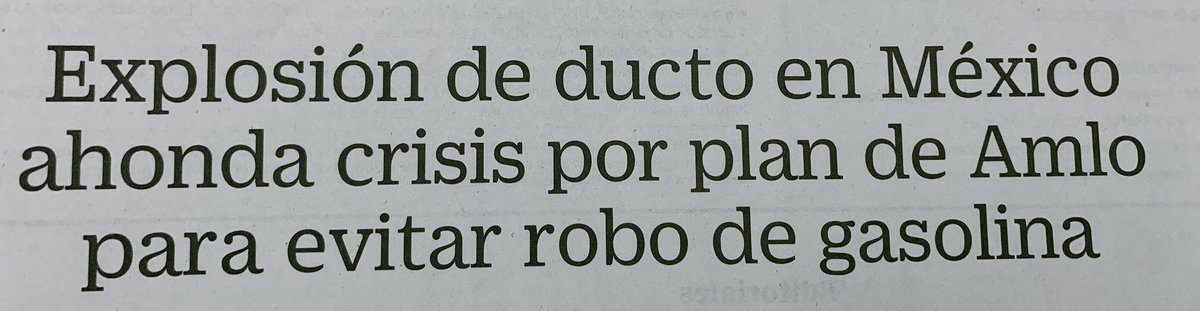 Explosión de ducto en México
ahonda crisis por plan de Amlo
para evitar robo de gasolina